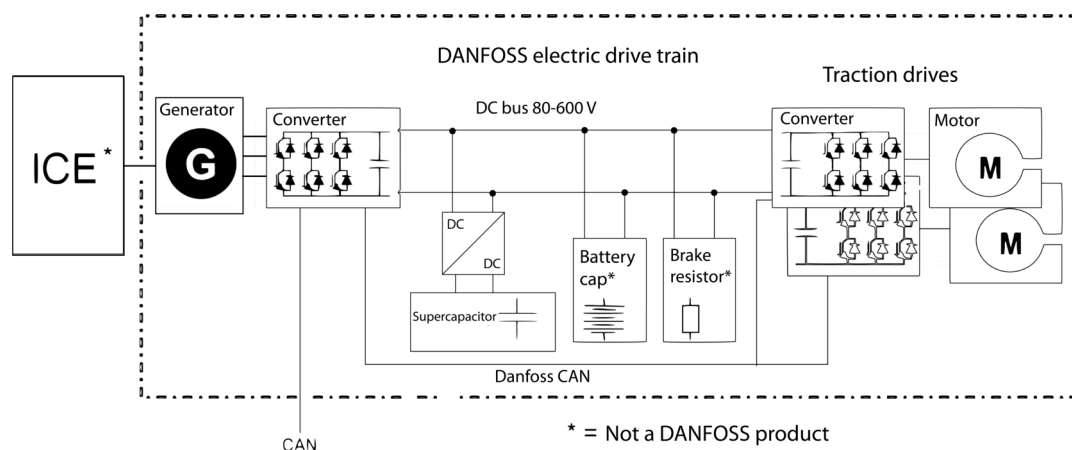 DANFOSS electric drive train
Traction drives
ICE*
Generator
G
Converter
DC bus 80-600 V
Converter
Motor
M
M
DC
DC
Supercapacitor
Battery
cap*
Brake
resistor*
Danfoss CAN
CAN
* = Not a DANFOSS product